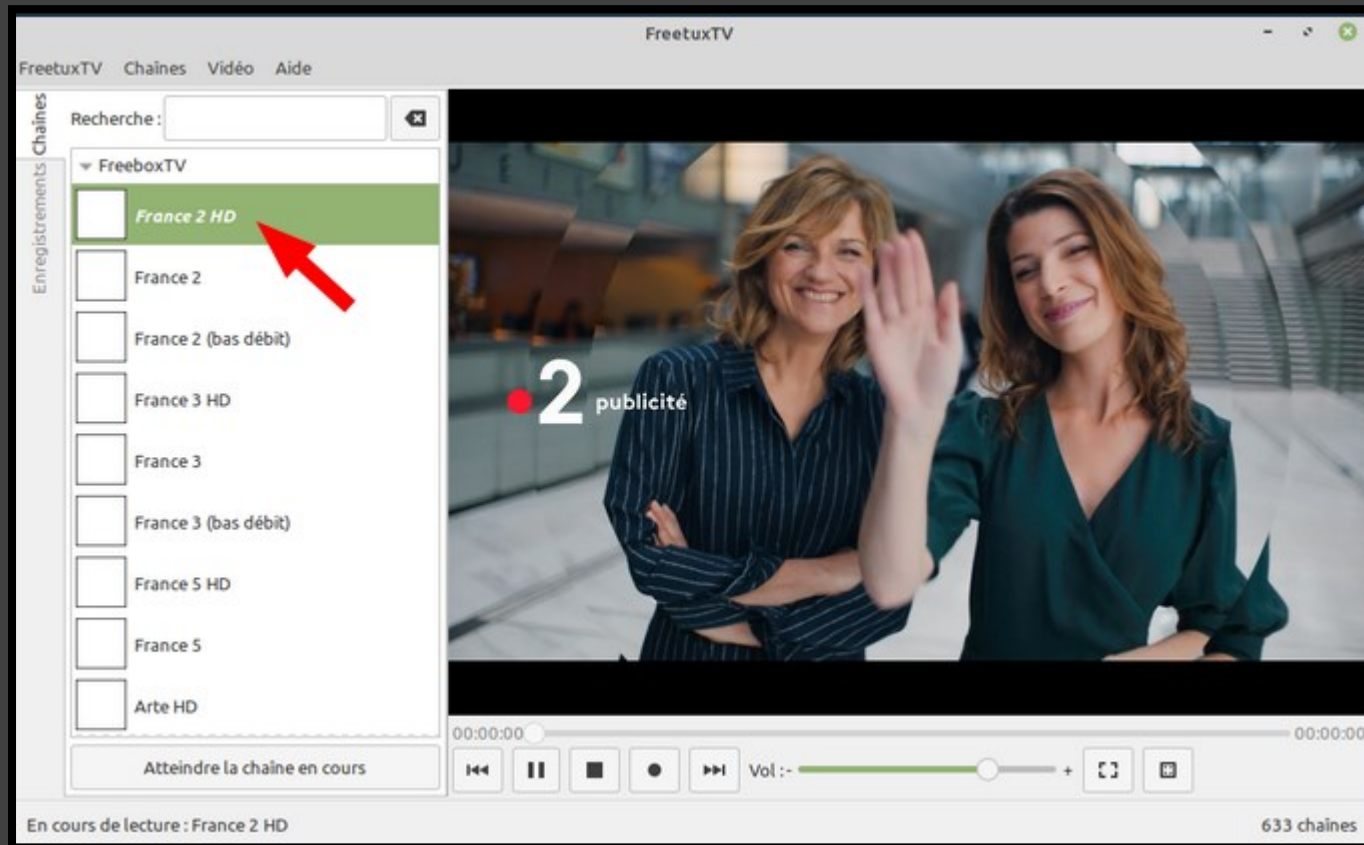 FreetuxTV
FreetuxTV Chaînes Vidéo Aide
Chaînes
Enregistrements
Recherche :
FreeboxTV
France 2 HD
France 2
France 2 (bas débit)
France 3 HD
France 3
France 3 (bas débit)
France 5 HD
France 5
Arte HD
Atteindre la chaîne en cours
2 publicité
00:00:00 00:00:00
Vol :- +
En cours de lecture : France 2 HD 633 chaînes